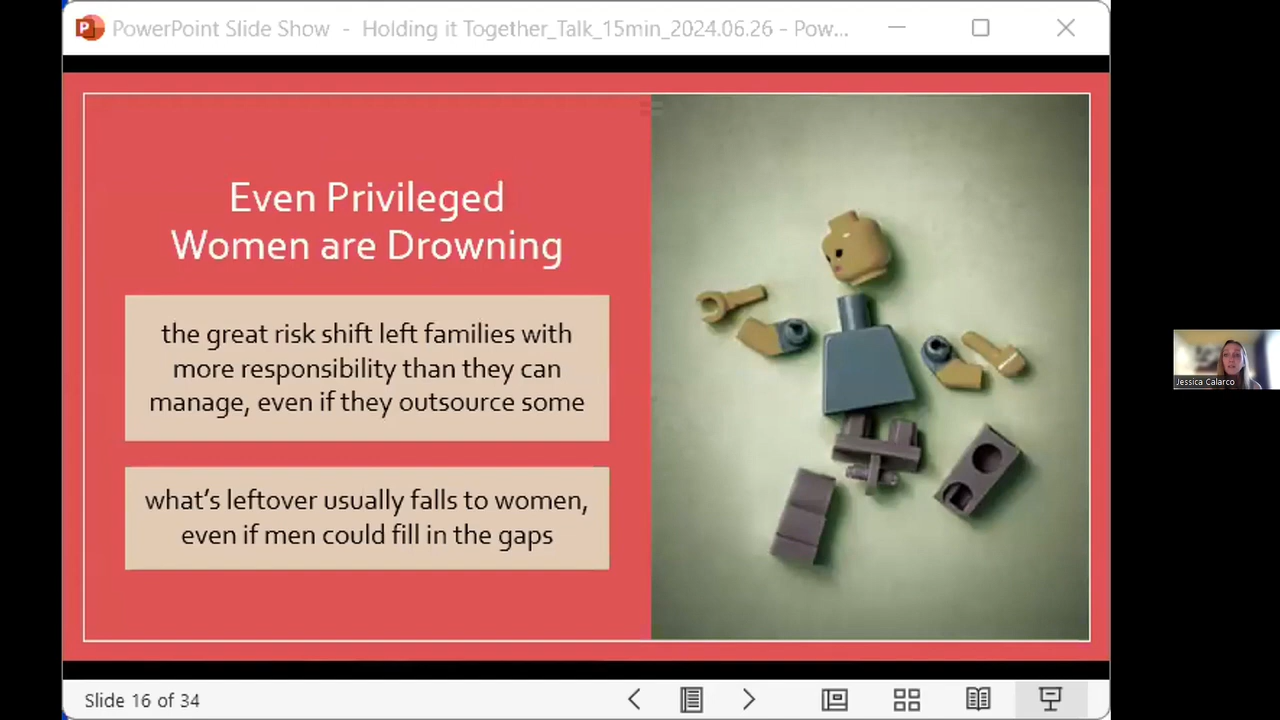 PowerPoint Slide Show - Holding it Together_Talk_15min_2024.06.26 - Pow...
Even Privileged
Women are Drowning
the great risk shift left families with
more responsibility than they can
manage, even if they outsource some
what's leftover usually falls to women,
even if men could fill in the gaps
Jessica Calarco
Slide 16 of 34